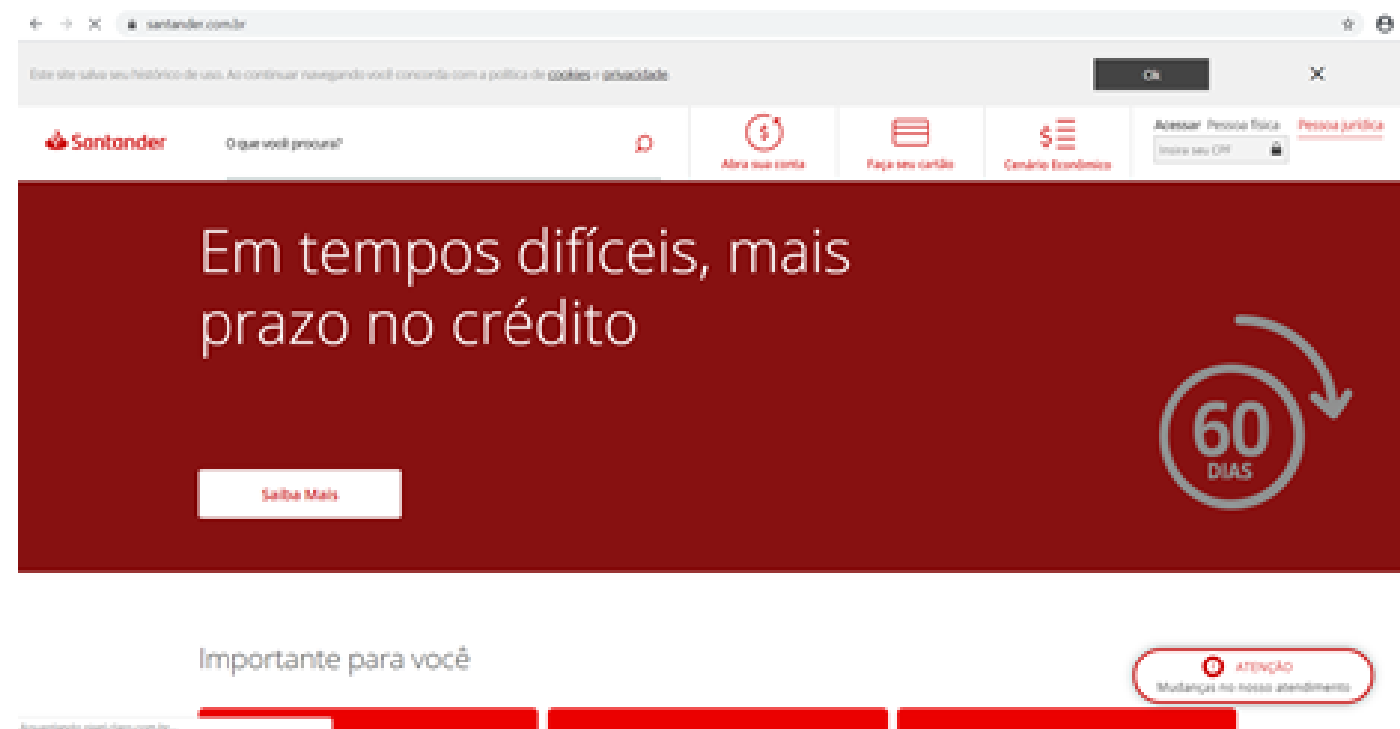 santander.com.br
Este site salva seu histórico de uso. Ao continuar navegando você concorda com a política de cookies e privacidade
Ok
Santander
O que você procura?
Abra sua conta
Faça seu cartão
Cenário Econômico
Acessar Pessoa física Pessoa jurídica
Insira seu CPF
Em tempos difíceis, mais
prazo no crédito
60
DIAS
Saiba Mais
Importante para você
ATENÇÃO
Mudanças no nosso atendimento